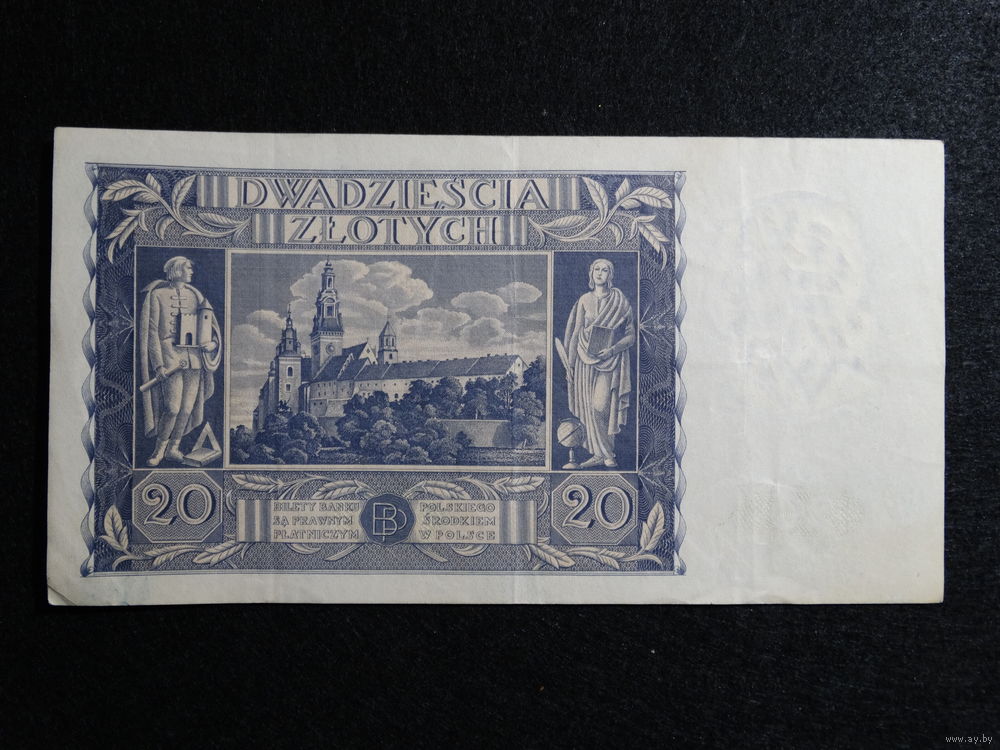 DWADZIEŚCIA
ZŁOTYCH
20
BILETY BANKU POLSKIEGO
SĄ PRAWNYM ŚRODKIEM
PŁATNICZYM W POLSCE
BP
20
www.ay.by